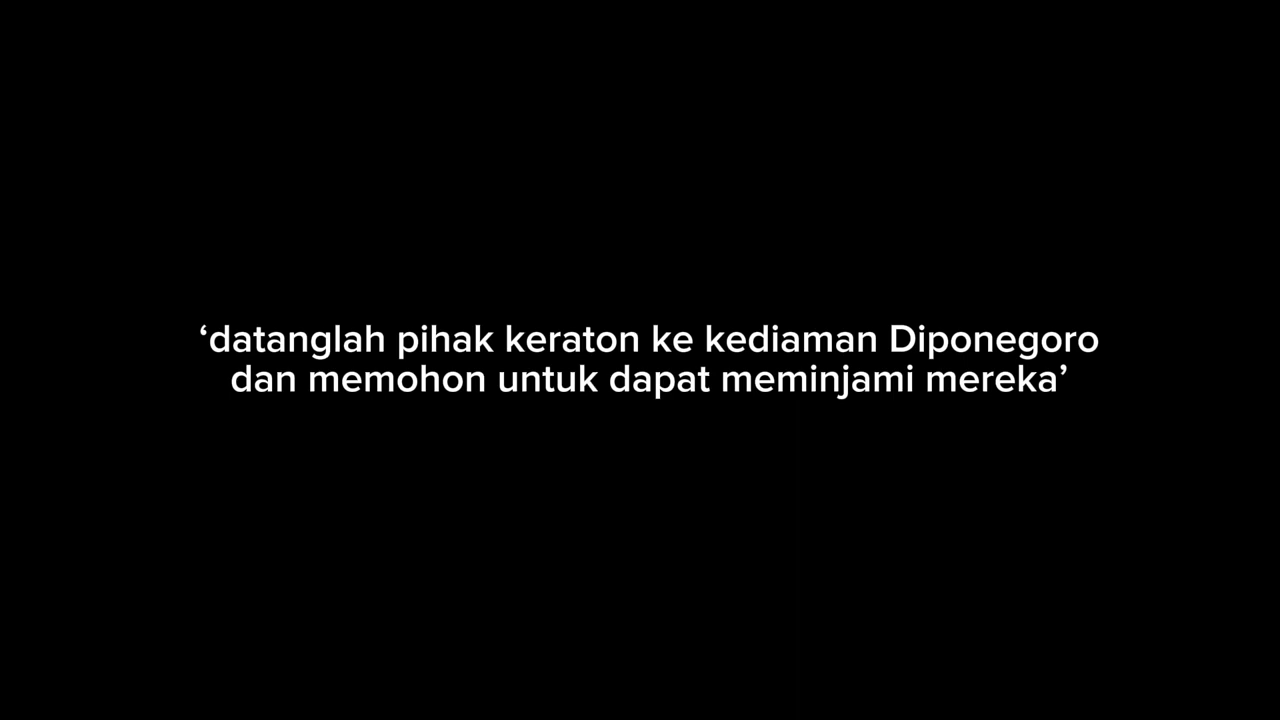 ‘datanglah pihak keraton ke kediaman Diponegoro
dan memohon untuk dapat meminjami mereka’